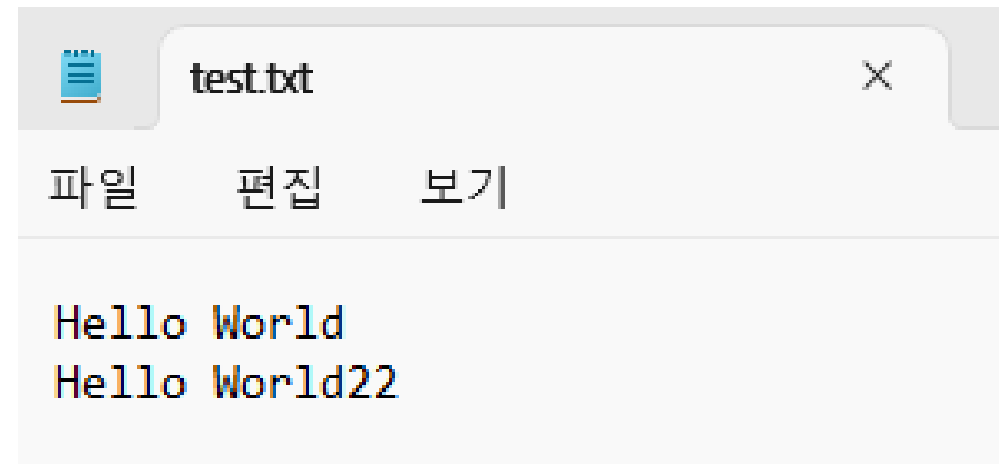 test.txt
파일 편집 보기
Hello World
Hello World22